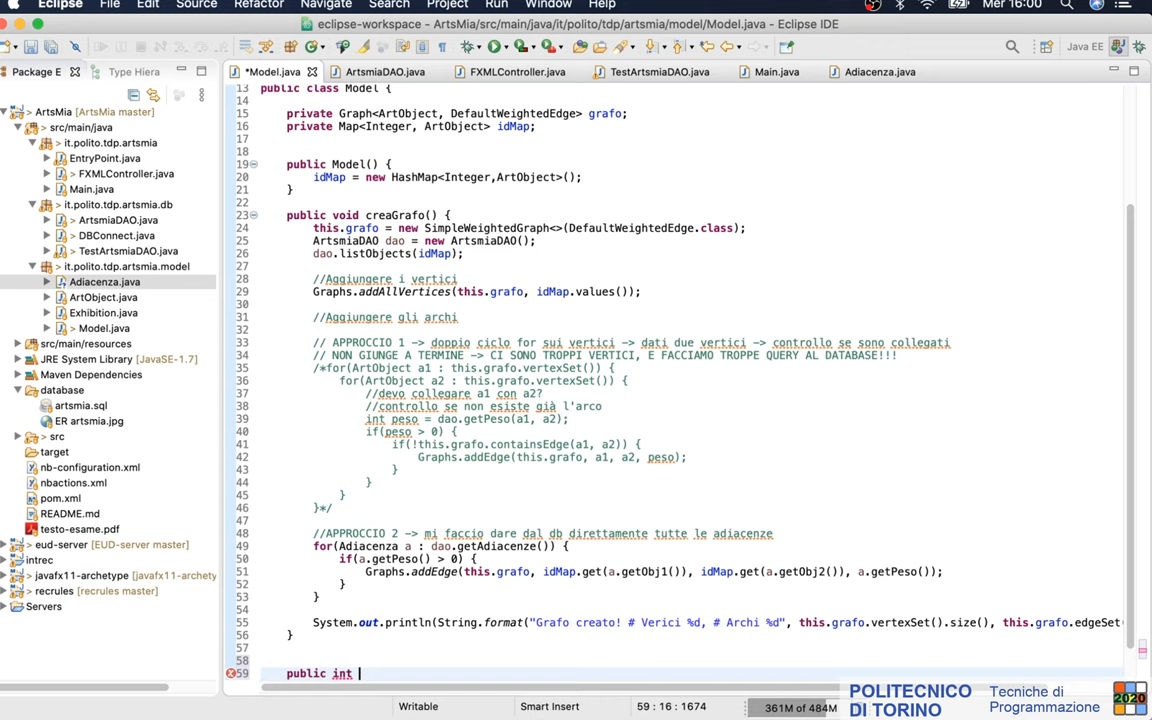 Eclipse File Edit Source Refactor Navigate Search Project Run Window Help Mer 16:00
eclipse-workspace - ArtsMia/src/main/java/it/polito/tdp/artsmia/model/Model.java - Eclipse IDE
Java EE
Package E Type Hiera
*Model.java ArtsmiaDAO.java FXMLController.java TestArtsmiaDAO.java Main.java Adiacenza.java
ArtsMia [ArtsMia master]
src/main/java
it.polito.tdp.artsmia
EntryPoint.java
> FXMLController.java
Main.java
it.polito.tdp.artsmia.db
> ArtsmiaDAO.java
DBConnect.java
> TestArtsmiaDAO.java
it.polito.tdp.artsmia.model
Adiacenza.java
ArtObject.java
Exhibition.java
> Model.java
src/main/resources
JRE System Library [JavaSE-1.7]
Maven Dependencies
database
artsmia.sql
ER artsmia.jpg
src
target
nb-configuration.xml
nbactions.xml
pom.xml
README.md
testo-esame.pdf
eud-server [EUD-server master]
intrec
javafx11-archetype [javafx11-archety
recrules [recrules master]
Servers
13 public class Model {
14
15 private Graph<ArtObject, DefaultWeightedEdge> grafo;
16 private Map<Integer, ArtObject> idMap;
17
18
19 public Model() {
20 idMap = new HashMap<Integer,ArtObject>();
21 }
22
23 public void creaGrafo() {
24 this.grafo = new SimpleWeightedGraph<>(DefaultWeightedEdge.class);
25 ArtsmiaDAO dao = new ArtsmiaDAO();
26 dao.listObjects(idMap);
27
28 //Aggiungere i vertici
29 Graphs.addAllVertices(this.grafo, idMap.values());
30
31 //Aggiungere gli archi
32
33 // APPROCCIO 1 -> doppio ciclo for sui vertici -> dati due vertici -> controllo se sono collegati
34 // NON GIUNGE A TERMINE -> CI SONO TROPPI VERTICI, E FACCIAMO TROPPE QUERY AL DATABASE!!!
35 /*for(ArtObject a1 : this.grafo.vertexSet()) {
36 for(ArtObject a2 : this.grafo.vertexSet()) {
37 //devo collegare a1 con a2?
38 //controllo se non esiste già l'arco
39 int peso = dao.getPeso(a1, a2);
40 if(peso > 0) {
41 if(!this.grafo.containsEdge(a1, a2)) {
42 Graphs.addEdge(this.grafo, a1, a2, peso);
43 }
44 }
45 }
46 }*/
47
48 //APPROCCIO 2 -> mi faccio dare dal db direttamente tutte le adiacenze
49 for(Adiacenza a : dao.getAdiacenze()) {
50 if(a.getPeso() > 0) {
51 Graphs.addEdge(this.grafo, idMap.get(a.getObj1()), idMap.get(a.getObj2()), a.getPeso());
52 }
53 }
54
55 System.out.println(String.format("Grafo creato! # Verici %d, # Archi %d", this.grafo.vertexSet().size(), this.grafo.edgeSet(
56 }
57
58
59 public int
Writable Smart Insert 59 : 16 : 1674 361M of 484M
POLITECNICO
DI TORINO
Tecniche di
Programmazione
2020